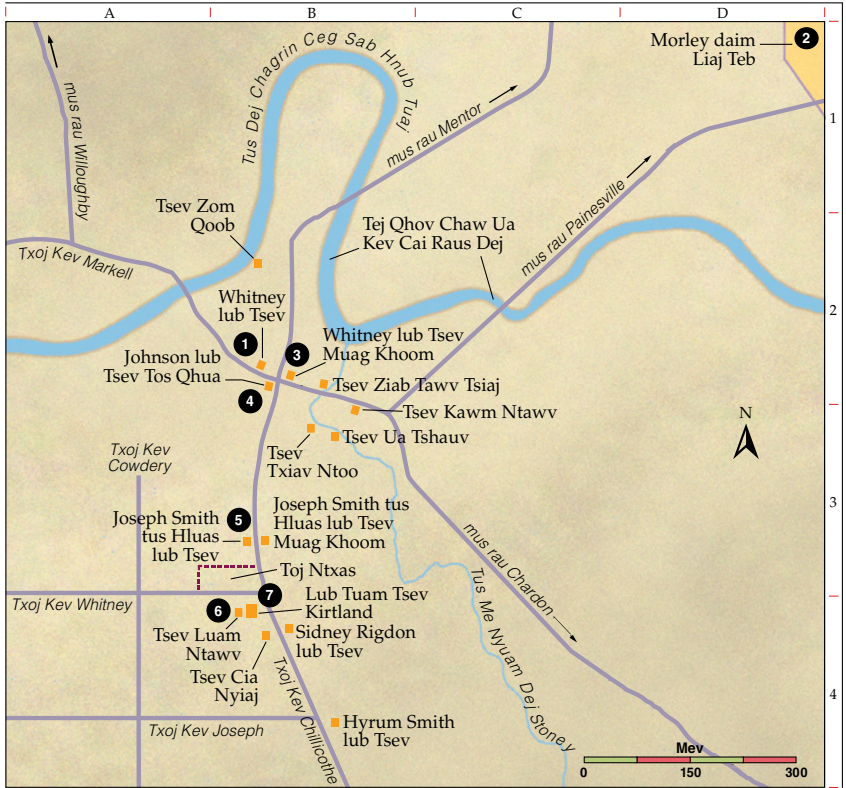 A
B
C
D
1
2
3
4
Morley daim
Liaj Teb
2
Tus Dej Chagrin Ceg Sab Hnub Tuaj
mus rau Willoughby
mus rau Mentor
mus rau Painesville
Tsev Zom
Qoob
Tej Qhov Chaw Ua
Kev Cai Raus Dej
Txoj Kev Markell
Whitney
lub Tsev
1
Whitney lub Tsev
Muag Khoom
3
Johnson lub
Tsev Tos Qhua
4
Tsev Ziab Tawv Tsiaj
Tsev Kawm Ntawv
Tsev Ua Tshauv
Tsev
Txiav Ntoo
N
Txoj Kev
Cowdery
Joseph Smith
tus Hluas
lub Tsev
5
Joseph Smith tus
Hluas lub Tsev
Muag Khoom
mus rau Chardon
Toj Ntxas
Txoj Kev Whitney
7
Lub Tuam Tsev
Kirtland
6
Tsev Luam
Ntawv
Sidney Rigdon
lub Tsev
Tsev Cia
Nyiaj
Tus Me Nyuam Dej Stoney
Txoj Kev Chillicothe
Txoj Kev Joseph
Hyrum Smith
lub Tsev
Mev
0 150 300